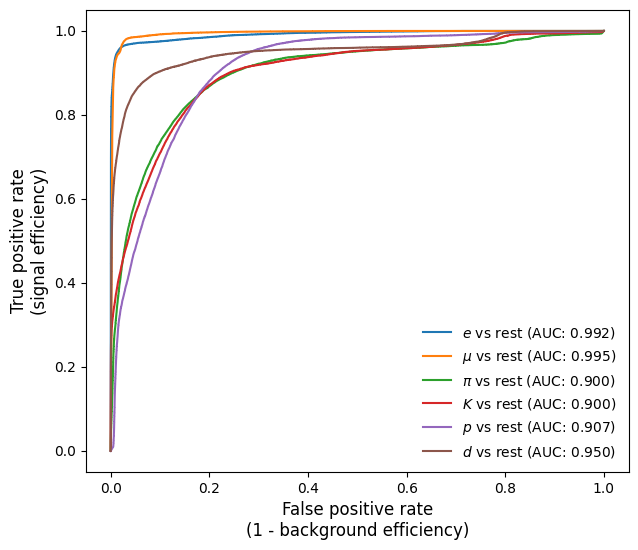 1.0
0.8
0.6
0.4
0.2
0.0
True positive rate
(signal efficiency)
e vs rest (AUC: 0.992)
μ vs rest (AUC: 0.995)
π vs rest (AUC: 0.900)
K vs rest (AUC: 0.900)
p vs rest (AUC: 0.907)
d vs rest (AUC: 0.950)
0.0 0.2 0.4 0.6 0.8 1.0
False positive rate
(1 - background efficiency)